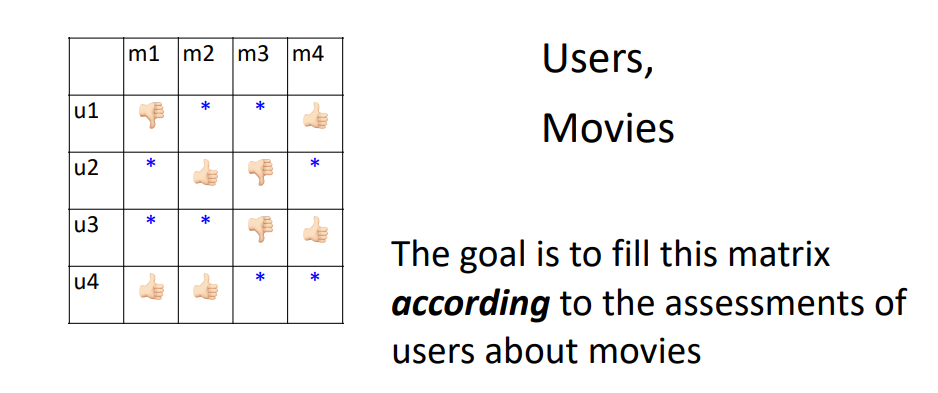 m1 m2 m3 m4
u1 👎🏻 * * 👍🏻
u2 * 👍🏻 👎🏻 *
u3 * * 👎🏻 👍🏻
u4 👍🏻 👍🏻 * *
Users,
Movies
The goal is to fill this matrix
according to the assessments of
users about movies